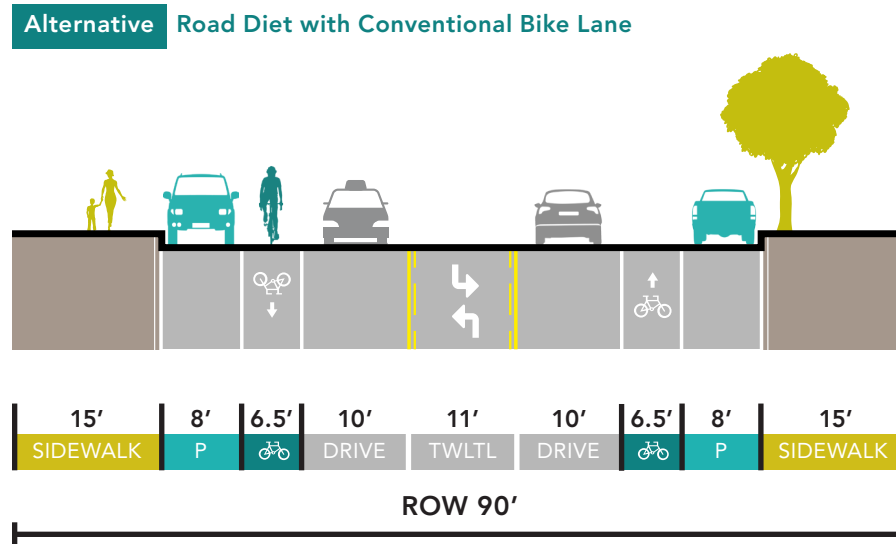 Alternative Road Diet with Conventional Bike Lane
15’ 8’ 6.5’ 10’ 11’ 10’ 6.5’ 8’ 15’
SIDEWALK P DRIVE TWLTL DRIVE P SIDEWALK
ROW 90’